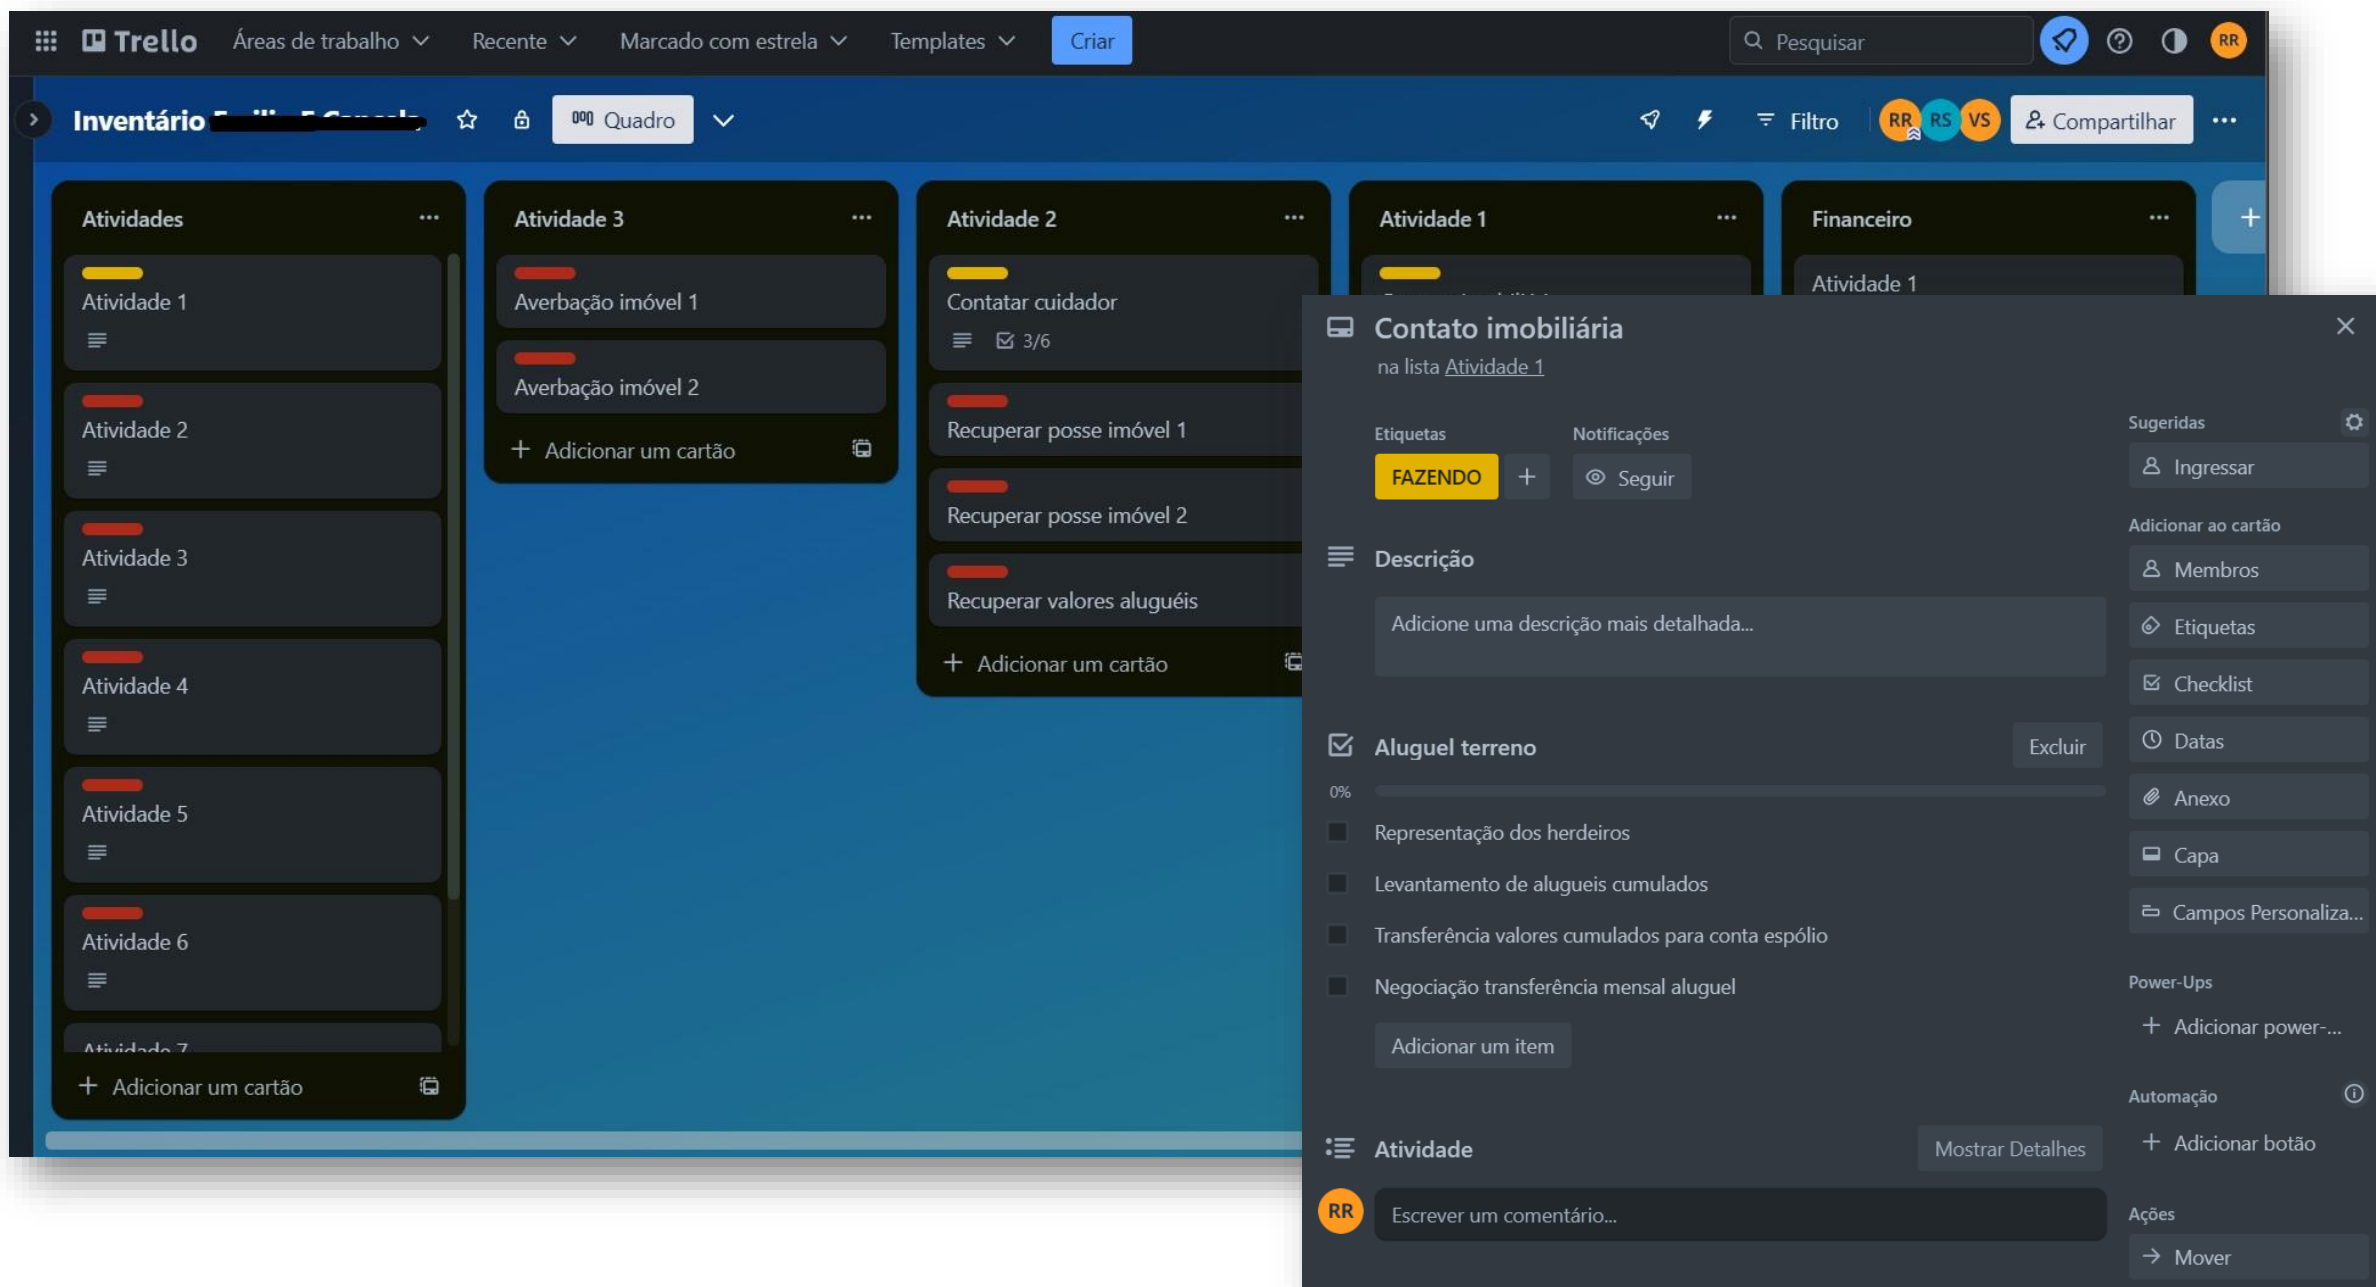 Trello
Áreas de trabalho
Recente
Marcado com estrela
Templates
Criar
Pesquisar
RR
Inventário
Quadro
Filtro
RR
RS
VS
Compartilhar
Atividades
Atividade 1
Atividade 2
Atividade 3
Atividade 4
Atividade 5
Atividade 6
Atividade 7
Adicionar um cartão
Atividade 3
Averbação imóvel 1
Averbação imóvel 2
Adicionar um cartão
Atividade 2
Contatar cuidador
3/6
Recuperar posse imóvel 1
Recuperar posse imóvel 2
Recuperar valores aluguéis
Adicionar um cartão
Atividade 1
Financeiro
Atividade 1
Contato imobiliária
na lista Atividade 1
Etiquetas
Notificações
FAZENDO
Seguir
Descrição
Adicione uma descrição mais detalhada...
Aluguel terreno
Excluir
0%
Representação dos herdeiros
Levantamento de alugueis cumulados
Transferência valores cumulados para conta espólio
Negociação transferência mensal aluguel
Adicionar um item
Atividade
Mostrar Detalhes
RR
Escrever um comentário...
Sugeridas
Ingressar
Adicionar ao cartão
Membros
Etiquetas
Checklist
Datas
Anexo
Capa
Campos Personaliza...
Power-Ups
Adicionar power-...
Automação
Adicionar botão
Ações
Mover